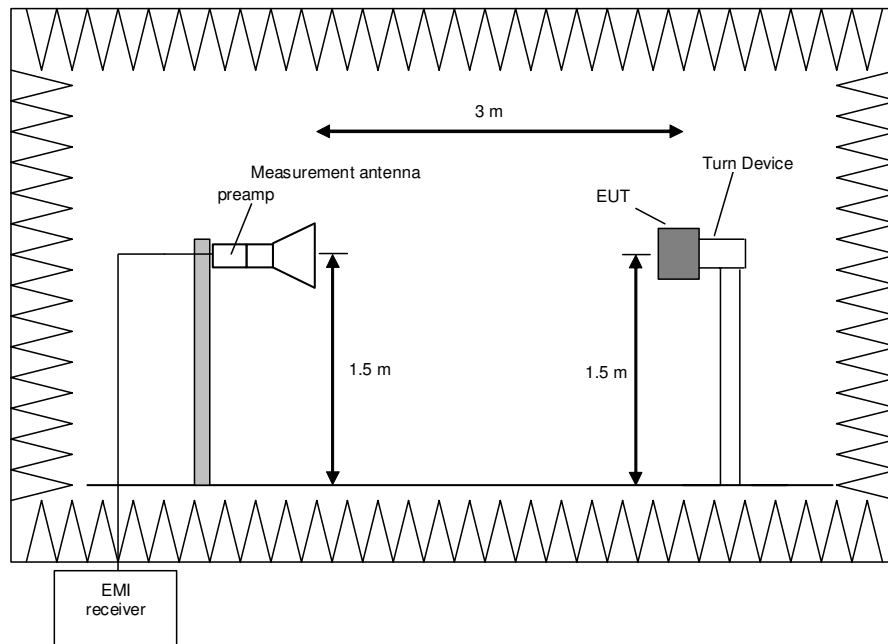 3 m
Measurement antenna
preamp
Turn Device
EUT
1.5 m
1.5 m
EMI
receiver